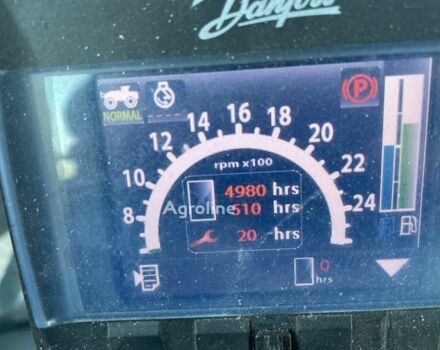 Danfoss
NORMAL
8 10 12 14 16 18 20 22 24
rpm x100
4980 hrs
Agroline
510 hrs
20 hrs
0
hrs